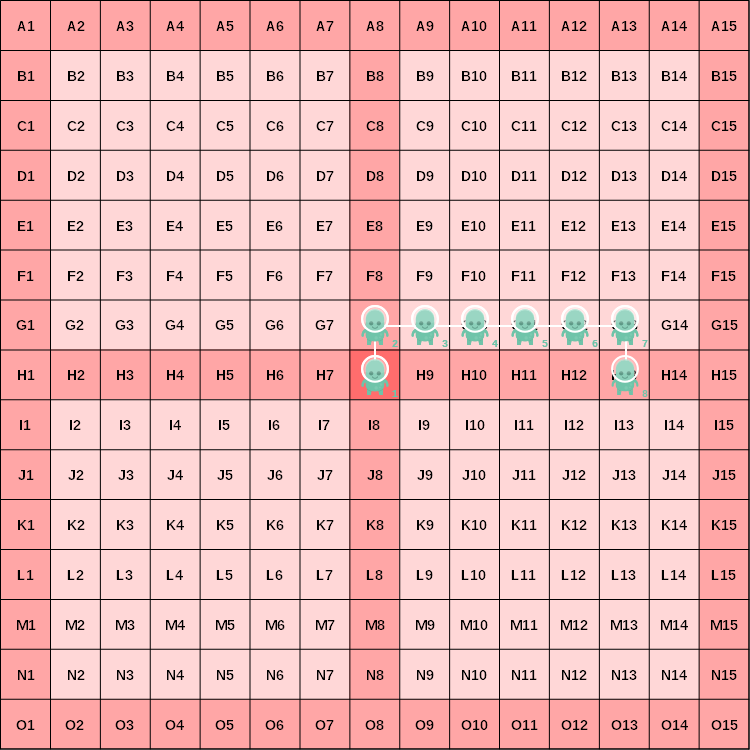 A1 A2 A3 A4 A5 A6 A7 A8 A9 A10 A11 A12 A13 A14 A15
B1 B2 B3 B4 B5 B6 B7 B8 B9 B10 B11 B12 B13 B14 B15
C1 C2 C3 C4 C5 C6 C7 C8 C9 C10 C11 C12 C13 C14 C15
D1 D2 D3 D4 D5 D6 D7 D8 D9 D10 D11 D12 D13 D14 D15
E1 E2 E3 E4 E5 E6 E7 E8 E9 E10 E11 E12 E13 E14 E15
F1 F2 F3 F4 F5 F6 F7 F8 F9 F10 F11 F12 F13 F14 F15
G1 G2 G3 G4 G5 G6 G7 2 3 4 5 6 7 G14 G15
H1 H2 H3 H4 H5 H6 H7 1 H9 H10 H11 H12 8 H14 H15
I1 I2 I3 I4 I5 I6 I7 I8 I9 I10 I11 I12 I13 I14 I15
J1 J2 J3 J4 J5 J6 J7 J8 J9 J10 J11 J12 J13 J14 J15
K1 K2 K3 K4 K5 K6 K7 K8 K9 K10 K11 K12 K13 K14 K15
L1 L2 L3 L4 L5 L6 L7 L8 L9 L10 L11 L12 L13 L14 L15
M1 M2 M3 M4 M5 M6 M7 M8 M9 M10 M11 M12 M13 M14 M15
N1 N2 N3 N4 N5 N6 N7 N8 N9 N10 N11 N12 N13 N14 N15
O1 O2 O3 O4 O5 O6 O7 O8 O9 O10 O11 O12 O13 O14 O15